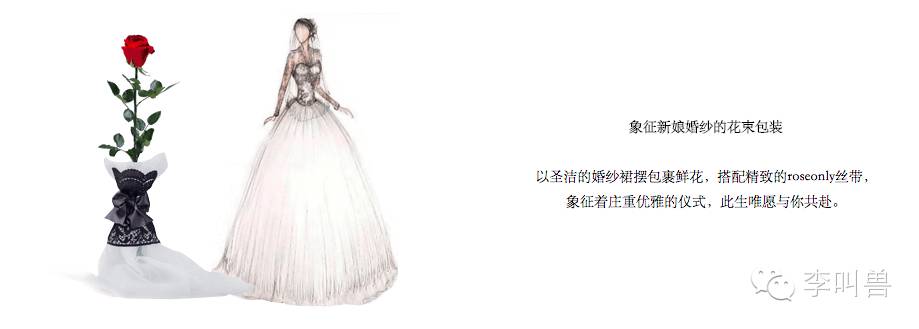 象征新娘婚纱的花束包装
以圣洁的婚纱裙摆包裹鲜花，搭配精致的roseonly丝带，
象征着庄重优雅的仪式，此生唯愿与你共赴。
李叫兽